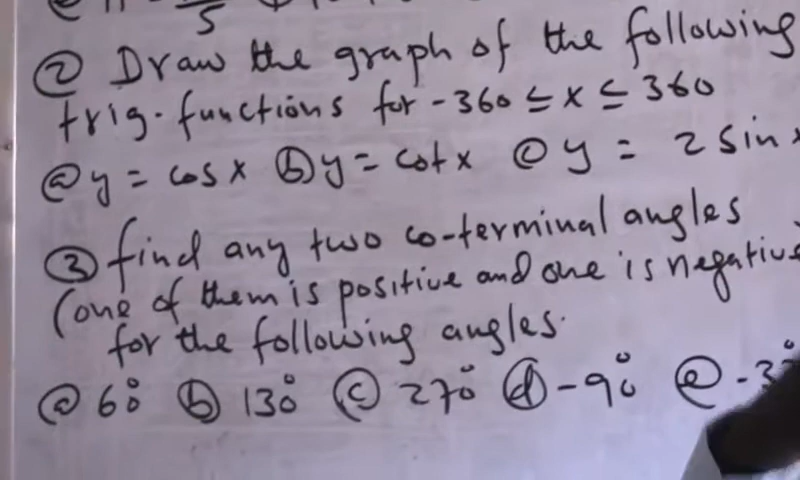 5
② Draw the graph of the following
trig. functions for -360 ≤ x ≤ 360
ⓐ y = cos x ⓑ y = cot x ⓒ y = 2 sin x
③ find any two co-terminal angles
(one of them is positive and one is negative
for the following angles.
ⓐ 60° ⓑ 130° ⓒ 270° ⓓ -90° ⓔ